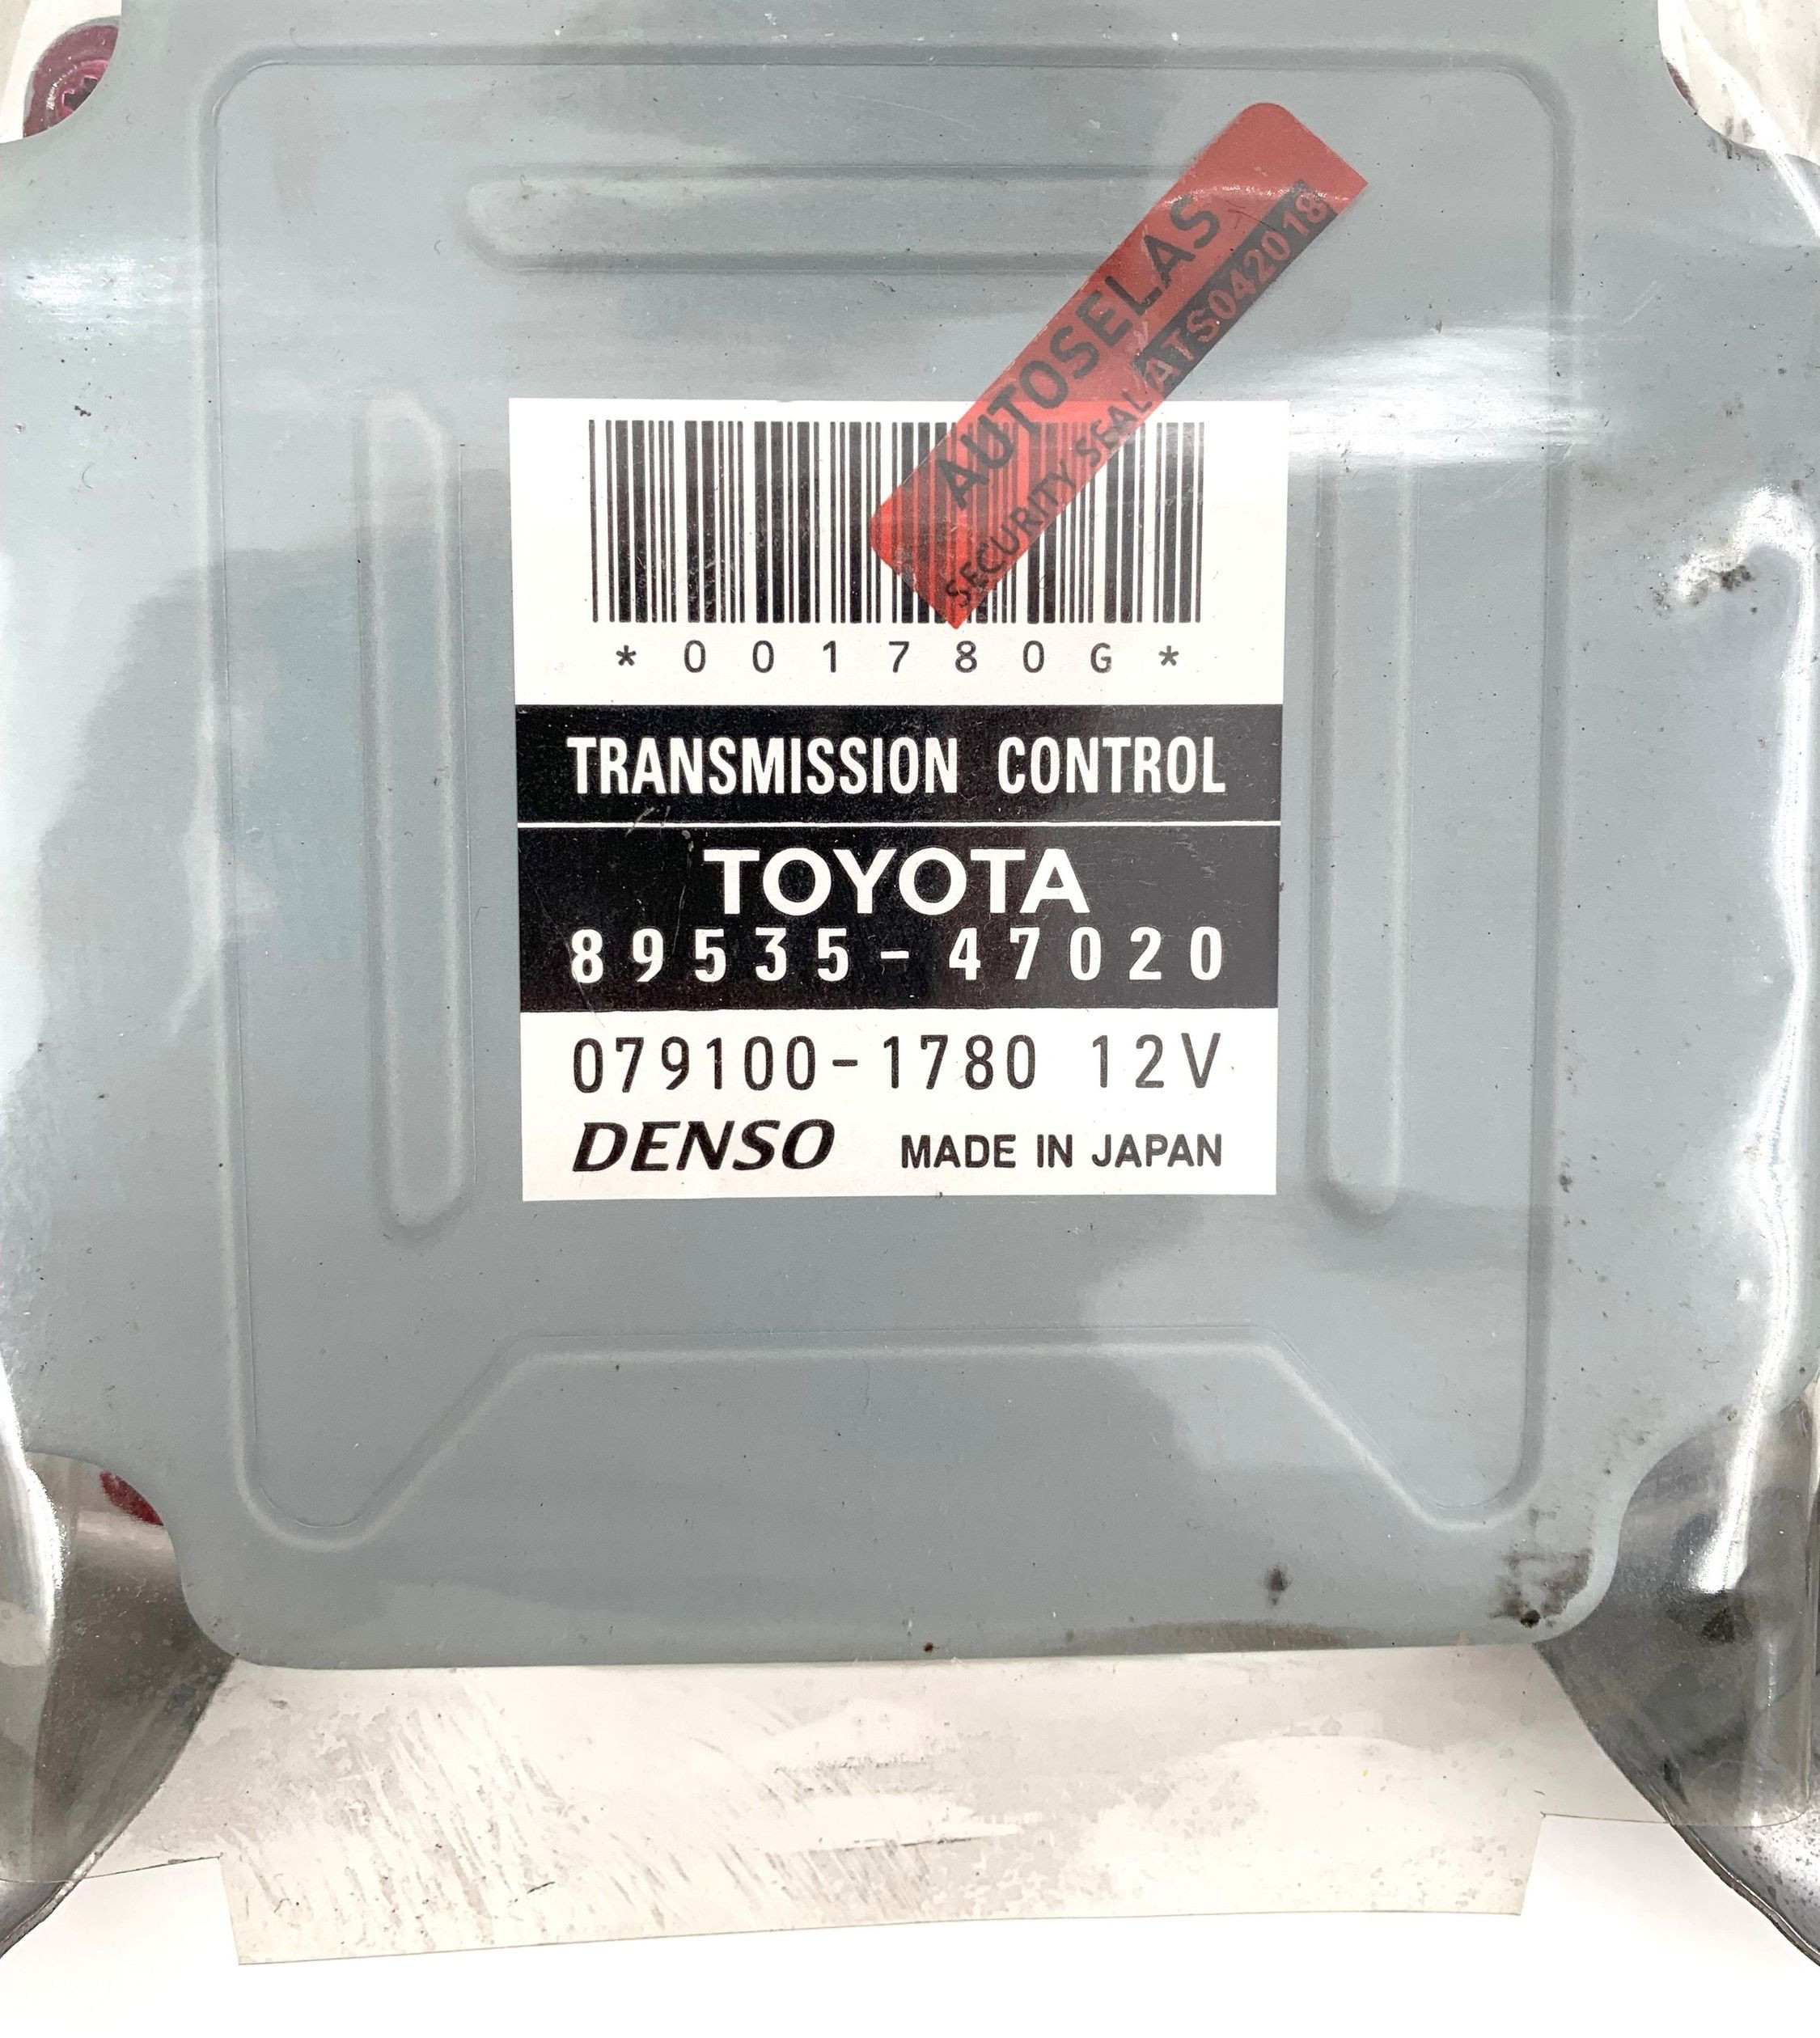 AUTOSELAS
SECURITY SEAL ATS042018
*001780G*
TRANSMISSION CONTROL
TOYOTA
89535-47020
079100-1780 12V
DENSO MADE IN JAPAN